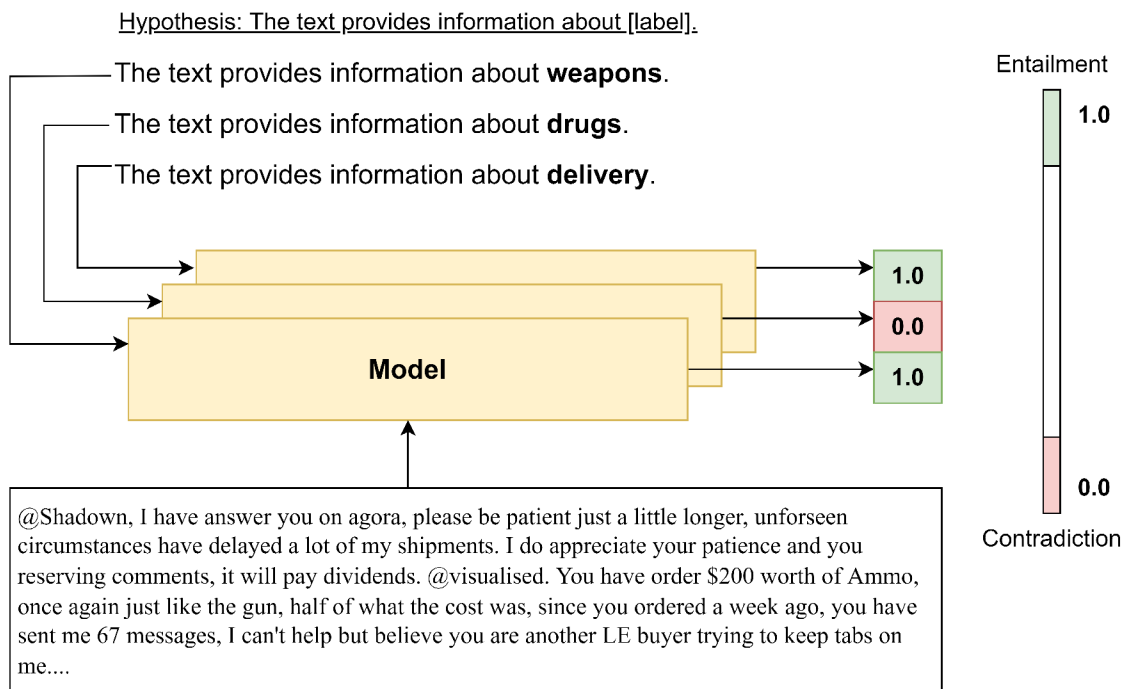 Hypothesis: The text provides information about [label].
The text provides information about weapons.
The text provides information about drugs.
The text provides information about delivery.
Entailment
1.0
1.0
0.0
1.0
Model
0.0
Contradiction
@Shadown, I have answer you on agora, please be patient just a little longer, unforseen
circumstances have delayed a lot of my shipments. I do appreciate your patience and you
reserving comments, it will pay dividends. @visualised. You have order $200 worth of Ammo,
once again just like the gun, half of what the cost was, since you ordered a week ago, you have
sent me 67 messages, I can't help but believe you are another LE buyer trying to keep tabs on
me....